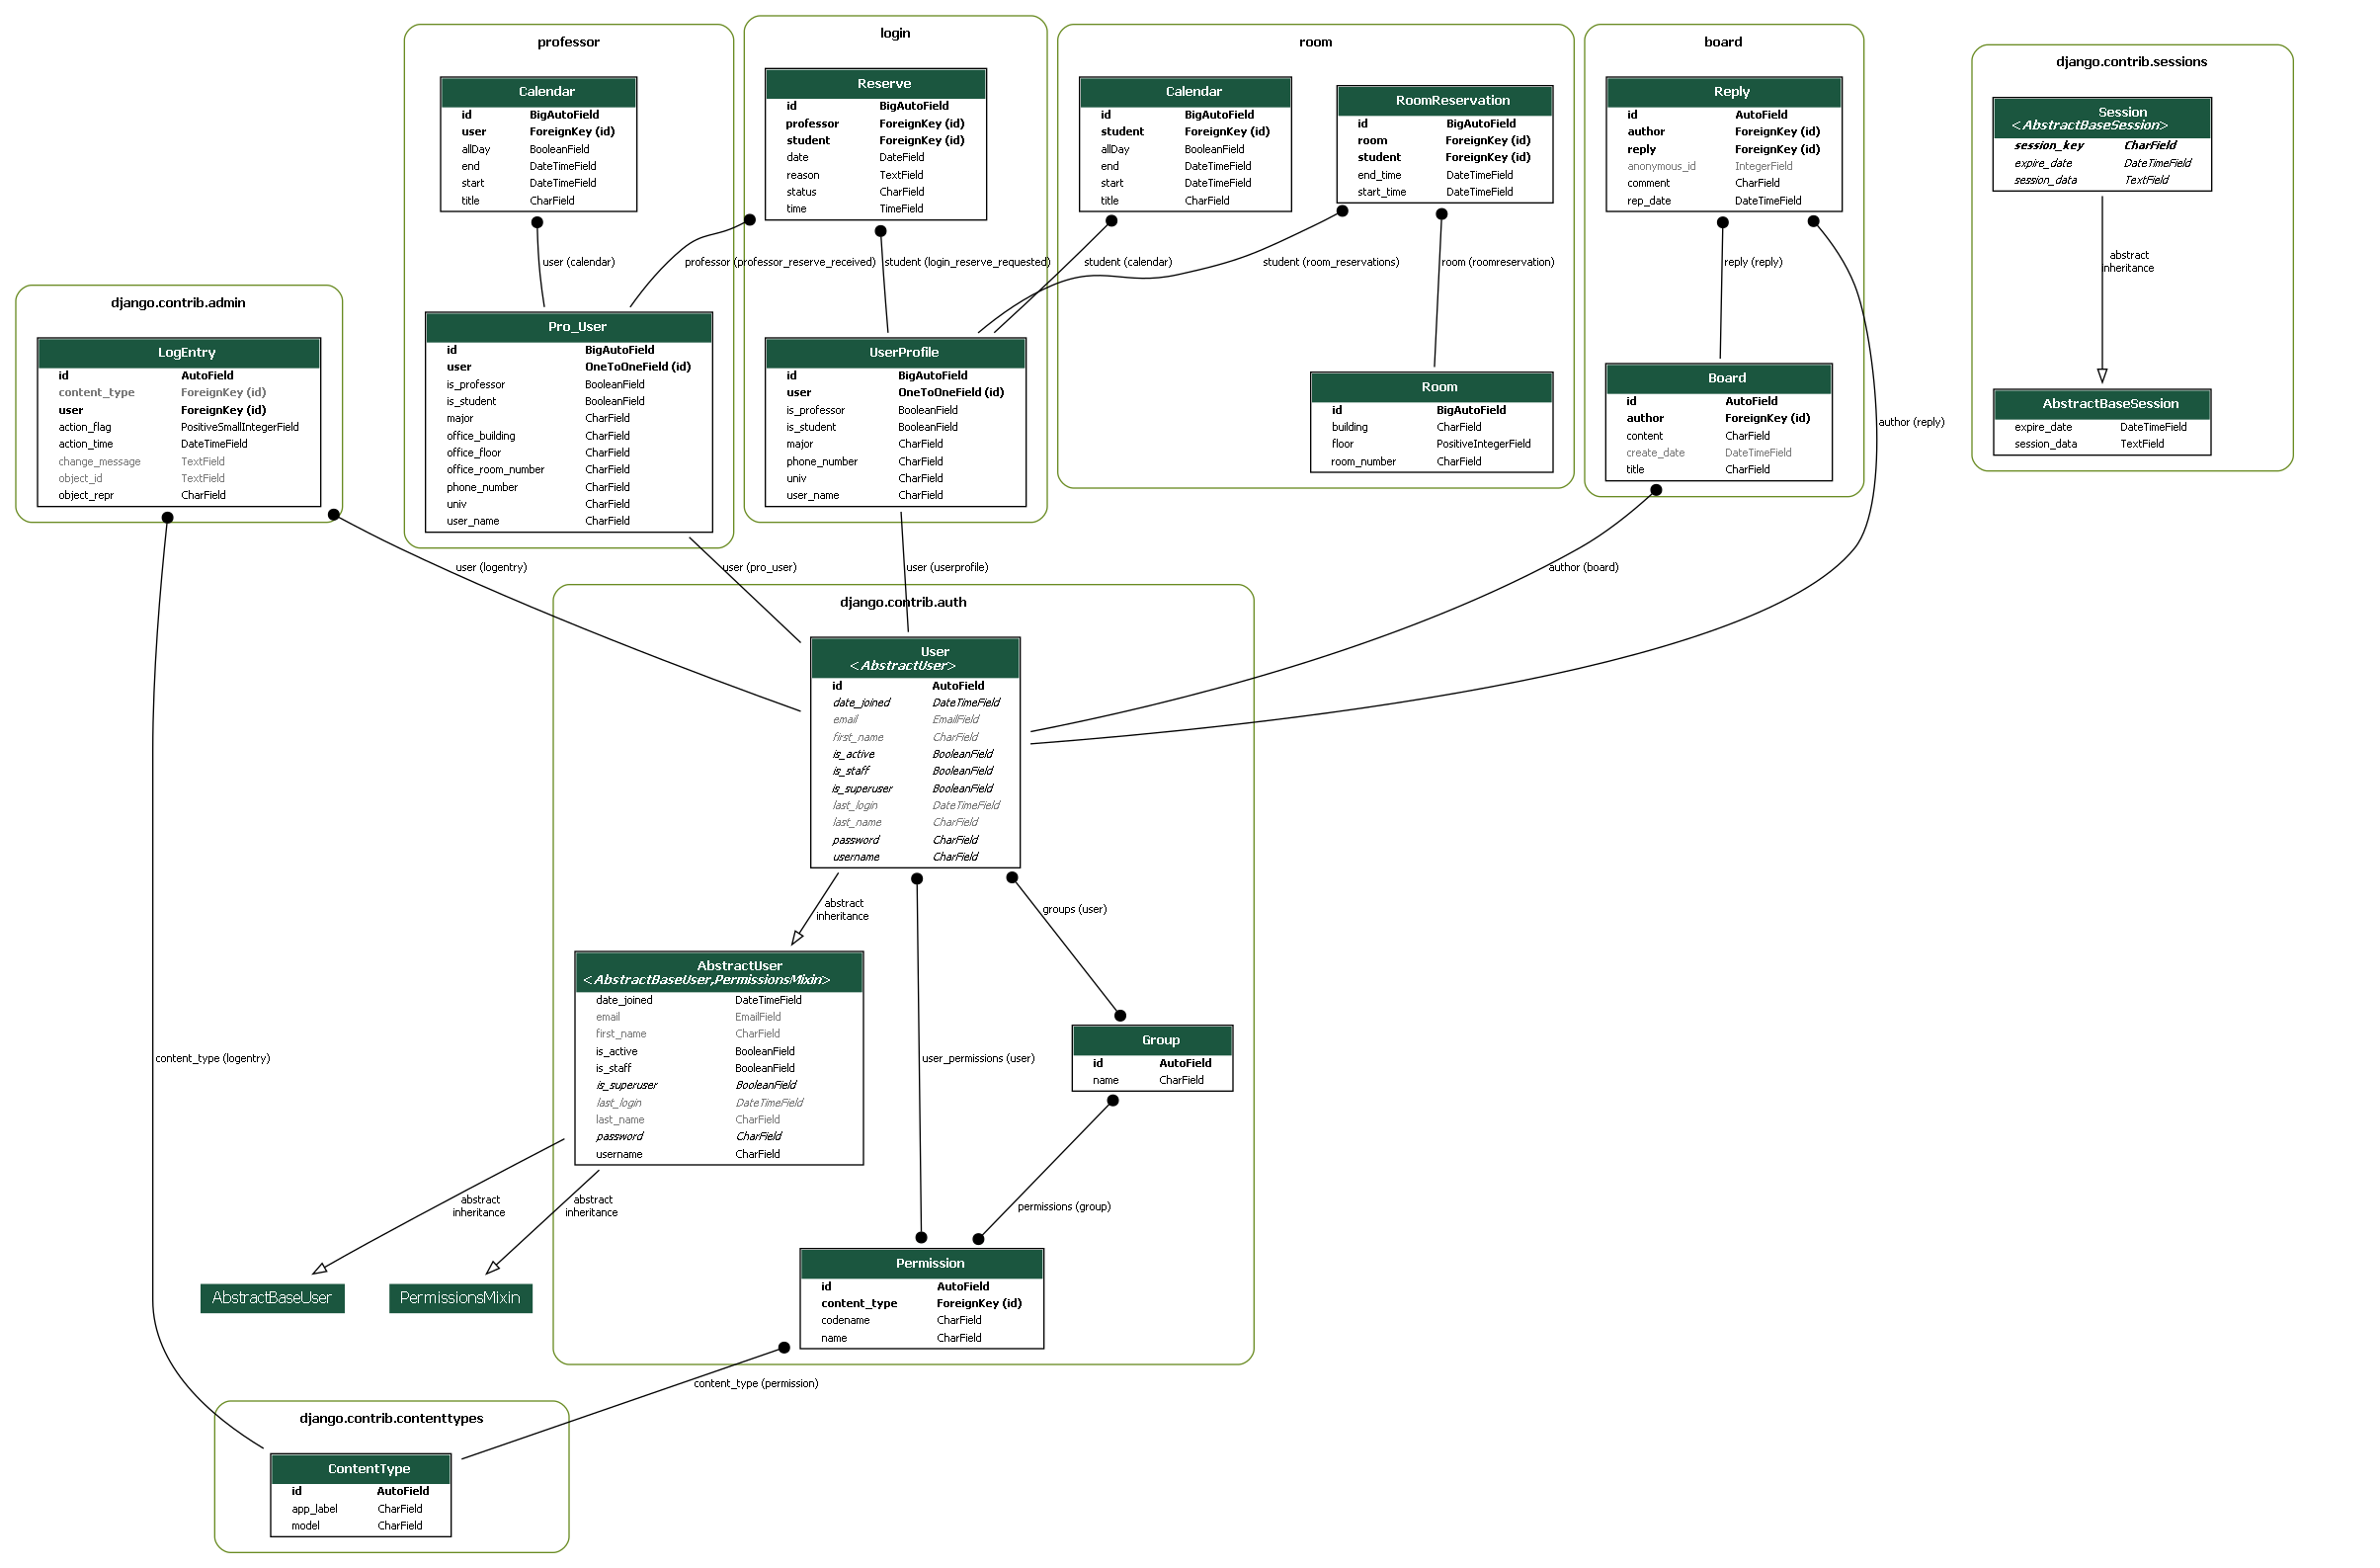 professor
Calendar
id BigAutoField
user ForeignKey (id)
allDay BooleanField
end DateTimeField
start DateTimeField
title CharField
user (calendar)
Pro_User
id BigAutoField
user OneToOneField (id)
is_professor BooleanField
is_student BooleanField
major CharField
office_building CharField
office_floor CharField
office_room_number CharField
phone_number CharField
univ CharField
user_name CharField
login
Reserve
id BigAutoField
professor ForeignKey (id)
student ForeignKey (id)
date DateField
reason TextField
status CharField
time TimeField
professor (professor_reserve_received)
student (login_reserve_requested)
UserProfile
id BigAutoField
user OneToOneField (id)
is_professor BooleanField
is_student BooleanField
major CharField
phone_number CharField
univ CharField
user_name CharField
room
Calendar
id BigAutoField
student ForeignKey (id)
allDay BooleanField
end DateTimeField
start DateTimeField
title CharField
RoomReservation
id BigAutoField
room ForeignKey (id)
student ForeignKey (id)
end_time DateTimeField
start_time DateTimeField
student (calendar)
student (room_reservations)
room (roomreservation)
Room
id BigAutoField
building CharField
floor PositiveIntegerField
room_number CharField
board
Reply
id AutoField
author ForeignKey (id)
reply ForeignKey (id)
anonymous_id IntegerField
comment CharField
rep_date DateTimeField
reply (reply)
Board
id AutoField
author ForeignKey (id)
content CharField
create_date DateTimeField
title CharField
author (reply)
django.contrib.sessions
Session
<AbstractBaseSession>
session_key CharField
expire_date DateTimeField
session_data TextField
abstract
inheritance
AbstractBaseSession
expire_date DateTimeField
session_data TextField
django.contrib.admin
LogEntry
id AutoField
content_type ForeignKey (id)
user ForeignKey (id)
action_flag PositiveSmallIntegerField
action_time DateTimeField
change_message TextField
object_id TextField
object_repr CharField
user (logentry)
user (pro_user)
user (userprofile)
author (board)
django.contrib.auth
User
<AbstractUser>
id AutoField
date_joined DateTimeField
email EmailField
first_name CharField
is_active BooleanField
is_staff BooleanField
is_superuser BooleanField
last_login DateTimeField
last_name CharField
password CharField
username CharField
abstract
inheritance
groups (user)
AbstractUser
<AbstractBaseUser,PermissionsMixin>
date_joined DateTimeField
email EmailField
first_name CharField
is_active BooleanField
is_staff BooleanField
is_superuser BooleanField
last_login DateTimeField
last_name CharField
password CharField
username CharField
content_type (logentry)
user_permissions (user)
Group
id AutoField
name CharField
abstract
inheritance
abstract
inheritance
permissions (group)
AbstractBaseUser
PermissionsMixin
Permission
id AutoField
content_type ForeignKey (id)
codename CharField
name CharField
content_type (permission)
django.contrib.contenttypes
ContentType
id AutoField
app_label CharField
model CharField